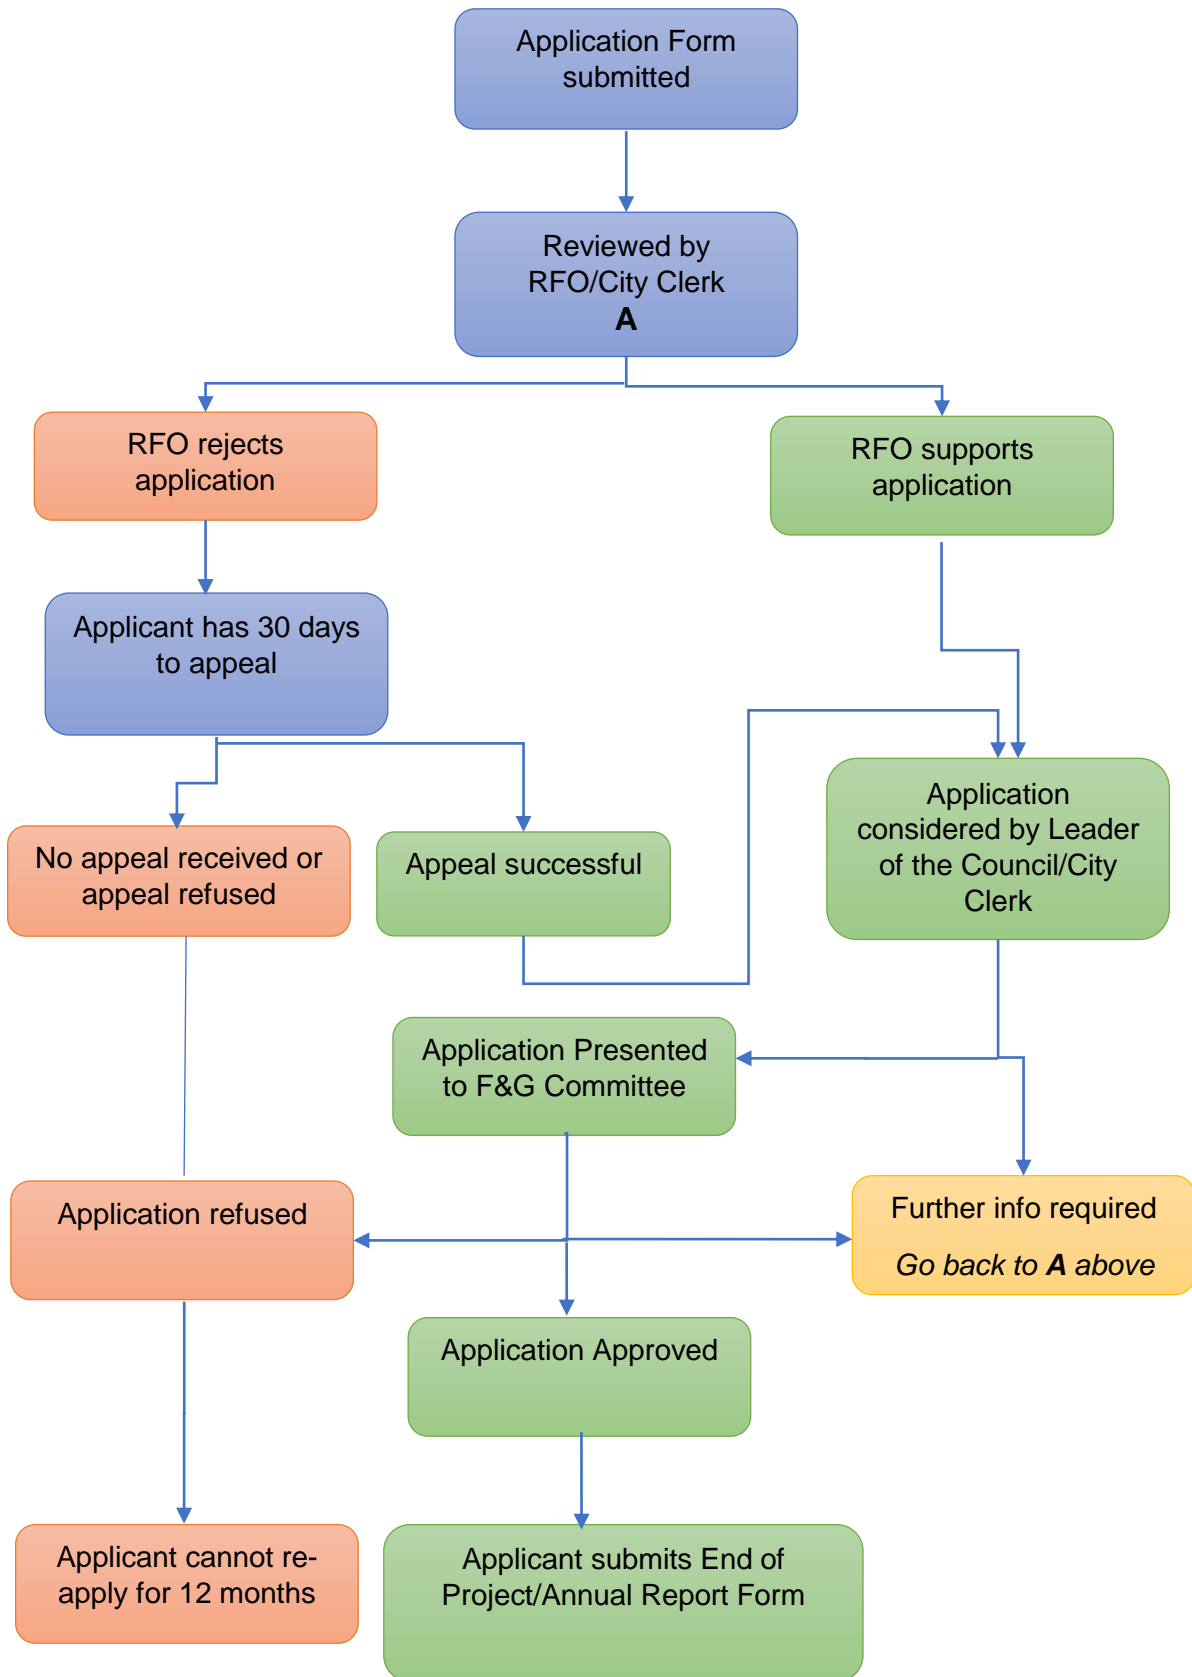 Application Form
submitted
Reviewed by
RFO/City Clerk
A
RFO rejects
application
RFO supports
application
Applicant has 30 days
to appeal
No appeal received or
appeal refused
Appeal successful
Application
considered by Leader
of the Council/City
Clerk
Application Presented
to F&G Committee
Application refused
Further info required
Go back to A above
Application Approved
Applicant cannot re-
apply for 12 months
Applicant submits End of
Project/Annual Report Form